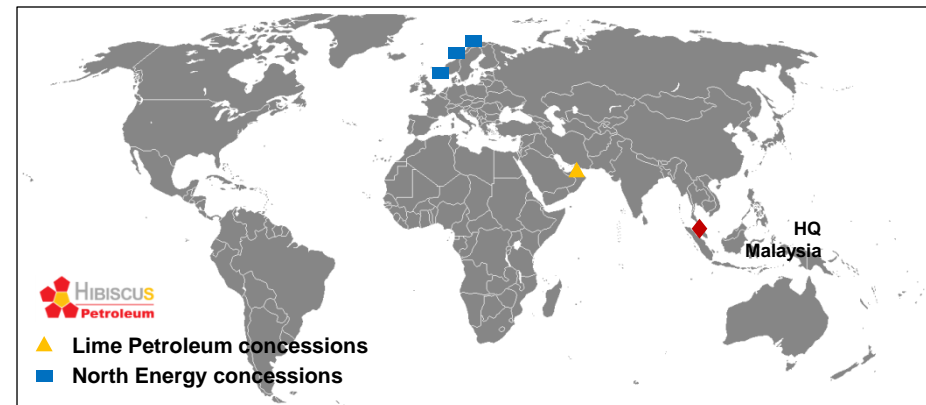 HQ
Malaysia
HIBISCUS
Petroleum
Lime Petroleum concessions
North Energy concessions